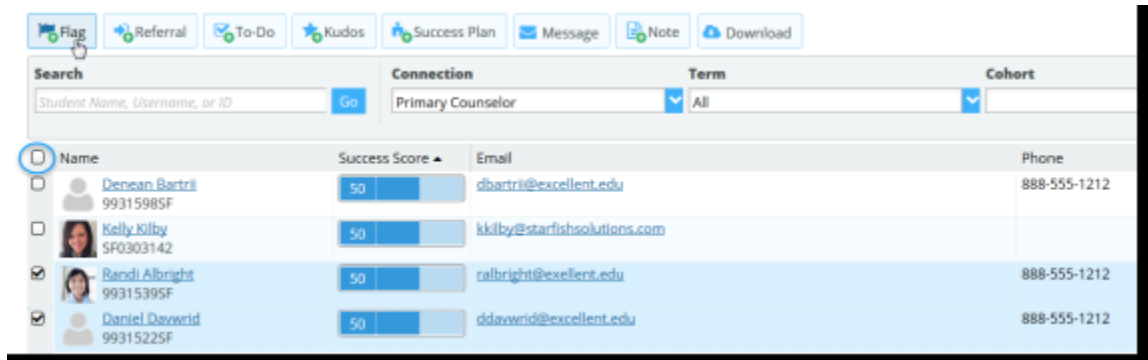 Flag Referral To-Do Kudos Success Plan Message Note Download
Search Connection Term Cohort
Student Name, Username, or ID Go Primary Counselor All
Name Success Score Email Phone
Denean Bartrii 50 dbartrii@excellent.edu 888-555-1212
9931598SF
Kelly Kilby 50 kkilby@starfishsolutions.com
SF0303142
Randi Albright 50 ralbright@exellent.edu 888-555-1212
9931539SF
Daniel Davwrid 50 ddavwrid@excellent.edu 888-555-1212
9931522SF